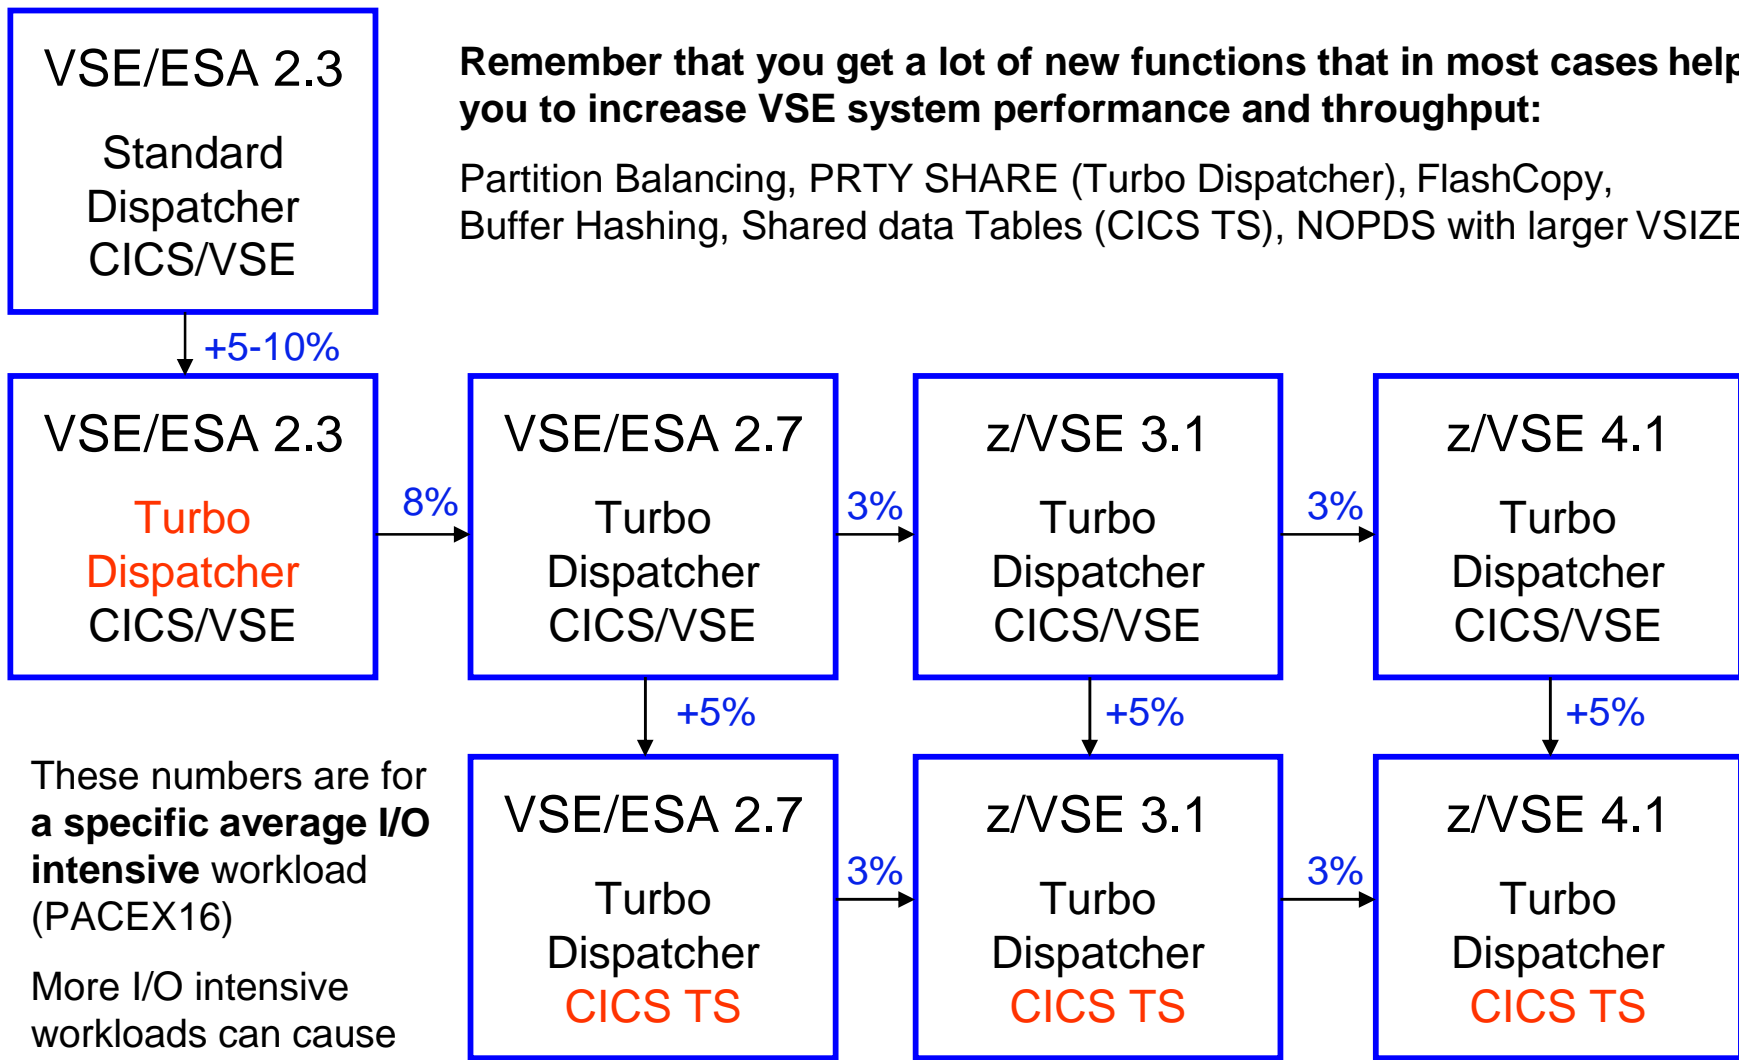 VSE/ESA 2.3
Standard
Dispatcher
CICS/VSE
Remember that you get a lot of new functions that in most cases help
you to increase VSE system performance and throughput:
Partition Balancing, PRTY SHARE (Turbo Dispatcher), FlashCopy,
Buffer Hashing, Shared data Tables (CICS TS), NOPDS with larger VSIZE
+5-10%
VSE/ESA 2.3
Turbo
Dispatcher
CICS/VSE
8%
VSE/ESA 2.7
Turbo
Dispatcher
CICS/VSE
3%
z/VSE 3.1
Turbo
Dispatcher
CICS/VSE
3%
z/VSE 4.1
Turbo
Dispatcher
CICS/VSE
+5%
+5%
+5%
These numbers are for
a specific average I/O
intensive workload
(PACEX16)
More I/O intensive
workloads can cause
VSE/ESA 2.7
Turbo
Dispatcher
CICS TS
3%
z/VSE 3.1
Turbo
Dispatcher
CICS TS
3%
z/VSE 4.1
Turbo
Dispatcher
CICS TS